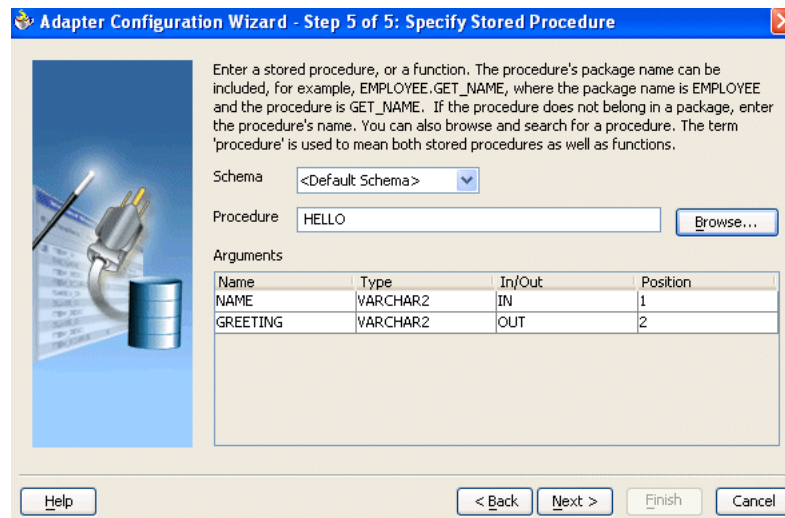 Adapter Configuration Wizard - Step 5 of 5: Specify Stored Procedure
Enter a stored procedure, or a function. The procedure's package name can be
included, for example, EMPLOYEE.GET_NAME, where the package name is EMPLOYEE
and the procedure is GET_NAME. If the procedure does not belong in a package, enter
the procedure's name. You can also browse and search for a procedure. The term
'procedure' is used to mean both stored procedures as well as functions.
Schema <Default Schema>
Procedure HELLO Browse...
Arguments
Name Type In/Out Position
NAME VARCHAR2 IN 1
GREETING VARCHAR2 OUT 2
Help < Back Next > Finish Cancel